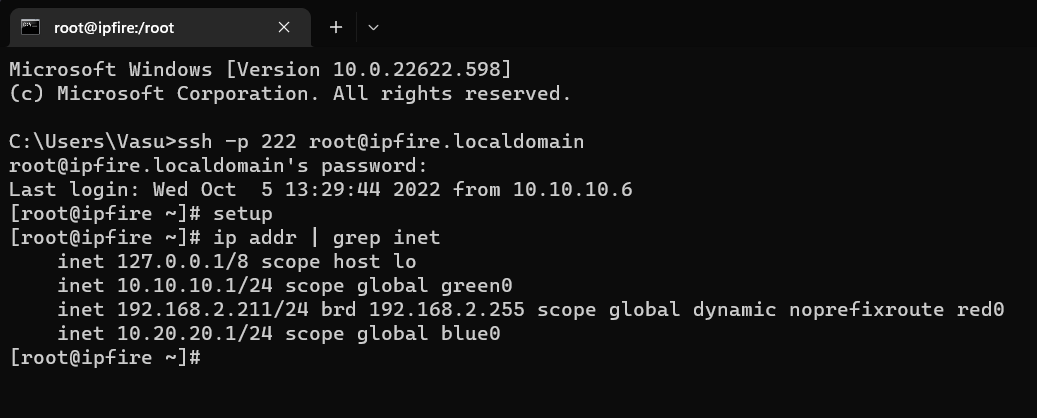 root@ipfire:/root
Microsoft Windows [Version 10.0.22622.598]
(c) Microsoft Corporation. All rights reserved.
C:\Users\Vasu>ssh -p 222 root@ipfire.localdomain
root@ipfire.localdomain's password:
Last login: Wed Oct  5 13:29:44 2022 from 10.10.10.6
[root@ipfire ~]# setup
[root@ipfire ~]# ip addr | grep inet
    inet 127.0.0.1/8 scope host lo
    inet 10.10.10.1/24 scope global green0
    inet 192.168.2.211/24 brd 192.168.2.255 scope global dynamic noprefixroute red0
    inet 10.20.20.1/24 scope global blue0
[root@ipfire ~]#